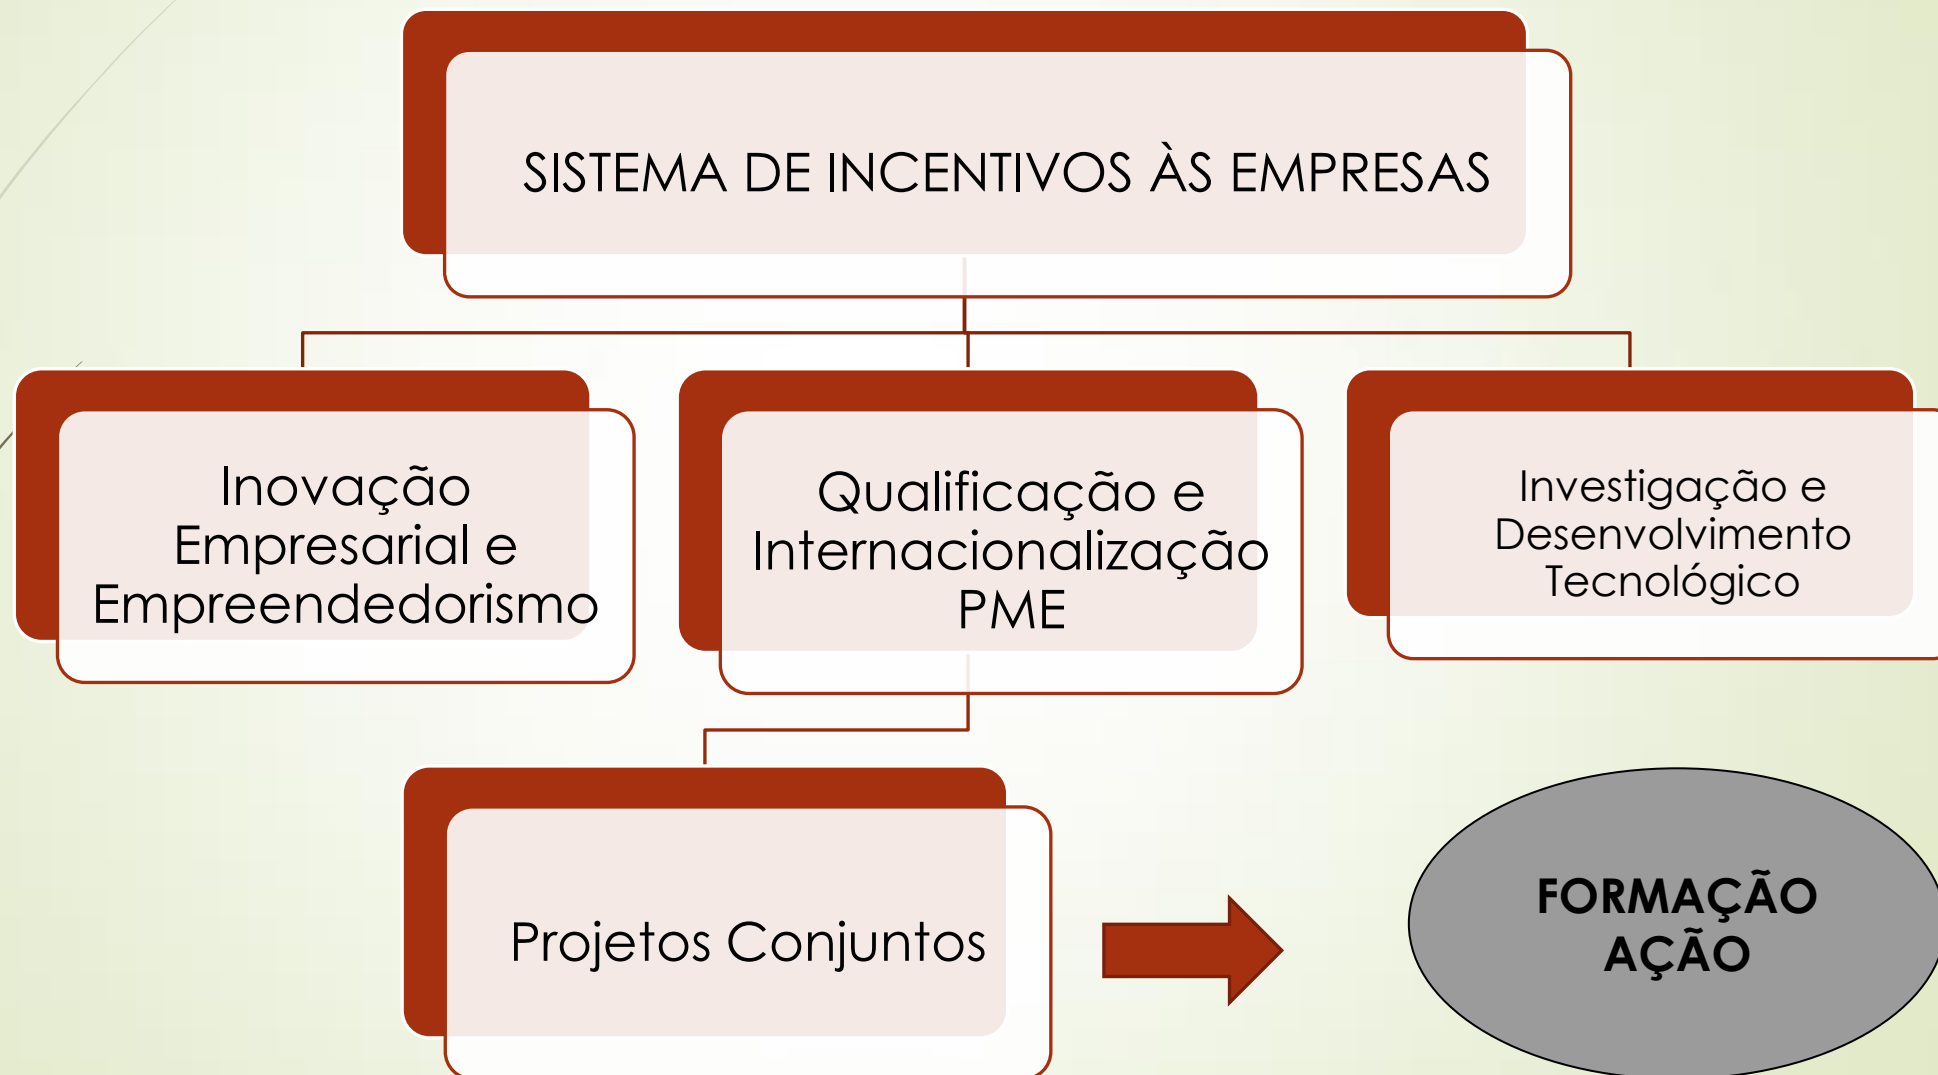 SISTEMA DE INCENTIVOS ÀS EMPRESAS
Inovação
Empresarial e
Empreendedorismo
Qualificação e
Internacionalização
PME
Investigação e
Desenvolvimento
Tecnológico
Projetos Conjuntos
FORMAÇÃO
AÇÃO